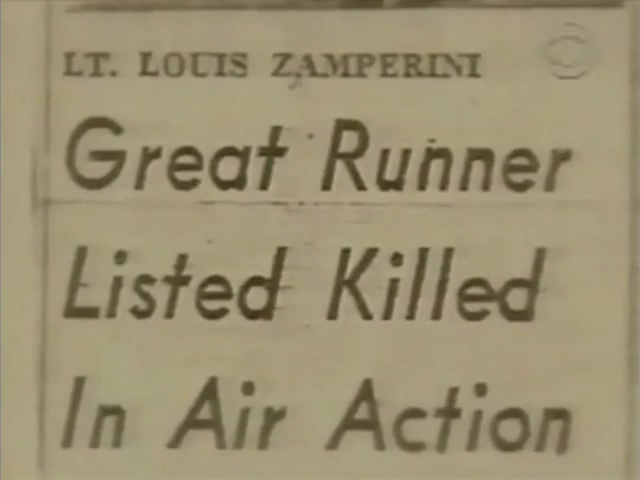 LT. LOUIS ZAMPERINI
Great Runner
Listed Killed
In Air Action